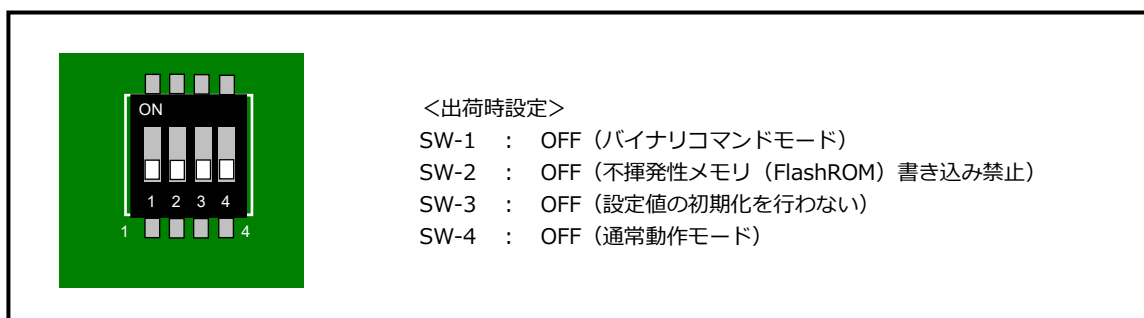 ON
1 2 3 4
1 4
＜出荷時設定＞
SW-1 : OFF（バイナリコマンドモード）
SW-2 : OFF（不揮発性メモリ（FlashROM）書き込み禁止）
SW-3 : OFF（設定値の初期化を行わない）
SW-4 : OFF（通常動作モード）